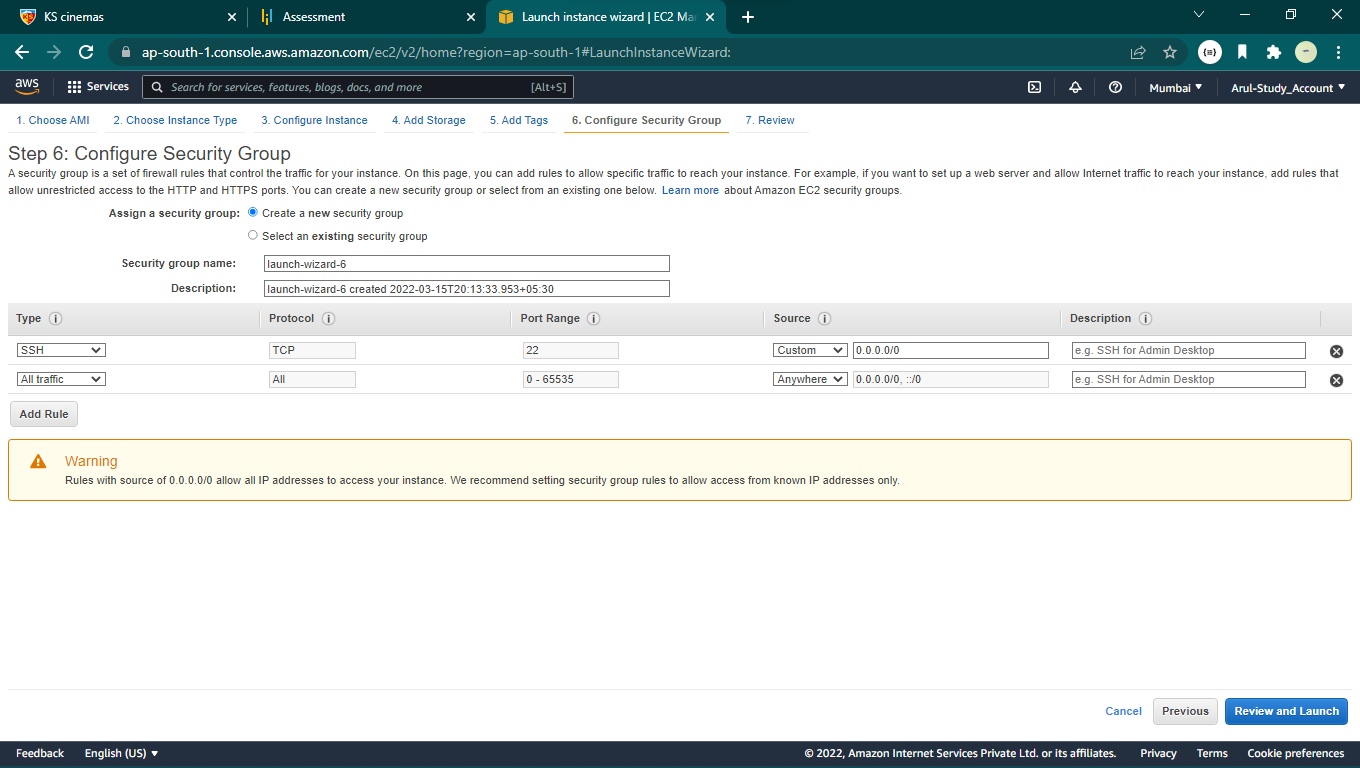 KS cinemas
Assessment
Launch instance wizard | EC2 Ma
ap-south-1.console.aws.amazon.com/ec2/v2/home?region=ap-south-1#LaunchInstanceWizard:
aws
Services
Search for services, features, blogs, docs, and more [Alt+S]
Mumbai
Arul-Study_Account
1. Choose AMI 2. Choose Instance Type 3. Configure Instance 4. Add Storage 5. Add Tags 6. Configure Security Group 7. Review
Step 6: Configure Security Group
A security group is a set of firewall rules that control the traffic for your instance. On this page, you can add rules to allow specific traffic to reach your instance. For example, if you want to set up a web server and allow Internet traffic to reach your instance, add rules that
allow unrestricted access to the HTTP and HTTPS ports. You can create a new security group or select from an existing one below. Learn more about Amazon EC2 security groups.
Assign a security group: Create a new security group
Select an existing security group
Security group name: launch-wizard-6
Description: launch-wizard-6 created 2022-03-15T20:13:33.953+05:30
Type Protocol Port Range Source Description
SSH TCP 22 Custom 0.0.0.0/0 e.g. SSH for Admin Desktop
All traffic All 0 - 65535 Anywhere 0.0.0.0/0, ::/0 e.g. SSH for Admin Desktop
Add Rule
Warning
Rules with source of 0.0.0.0/0 allow all IP addresses to access your instance. We recommend setting security group rules to allow access from known IP addresses only.
Cancel Previous Review and Launch
Feedback English (US) © 2022, Amazon Internet Services Private Ltd. or its affiliates. Privacy Terms Cookie preferences